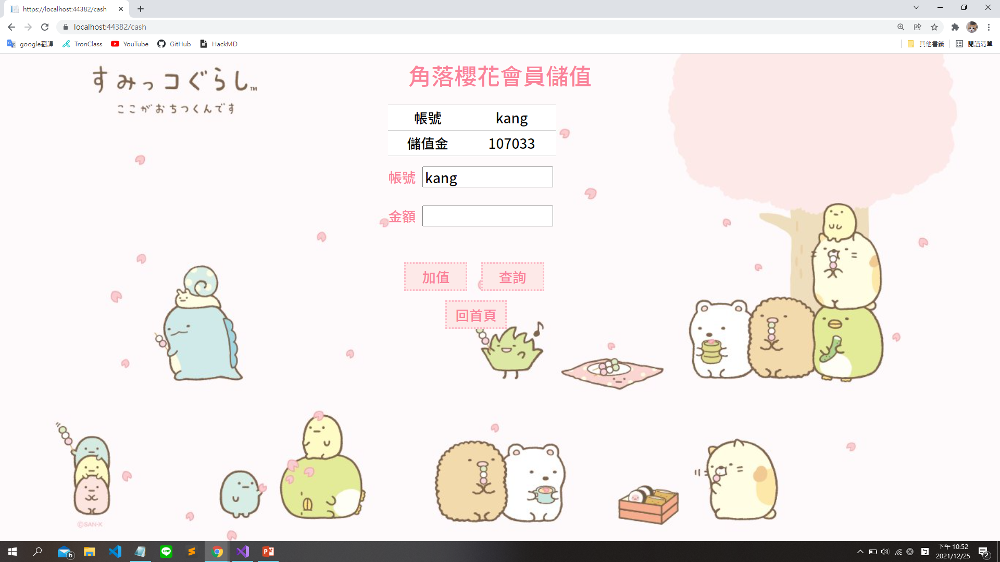 https://localhost:44382/cash
localhost:44382/cash
google翻譯
TronClass
YouTube
GitHub
HackMD
其他書籤
閱讀清單
すみっコぐらし™
ここがおちつくんです
角落櫻花會員儲值
帳號 kang
儲值金 107033
帳號 kang
金額
加值 查詢
回首頁
©SAN-X
6
下午 10:52
2021/12/25
2